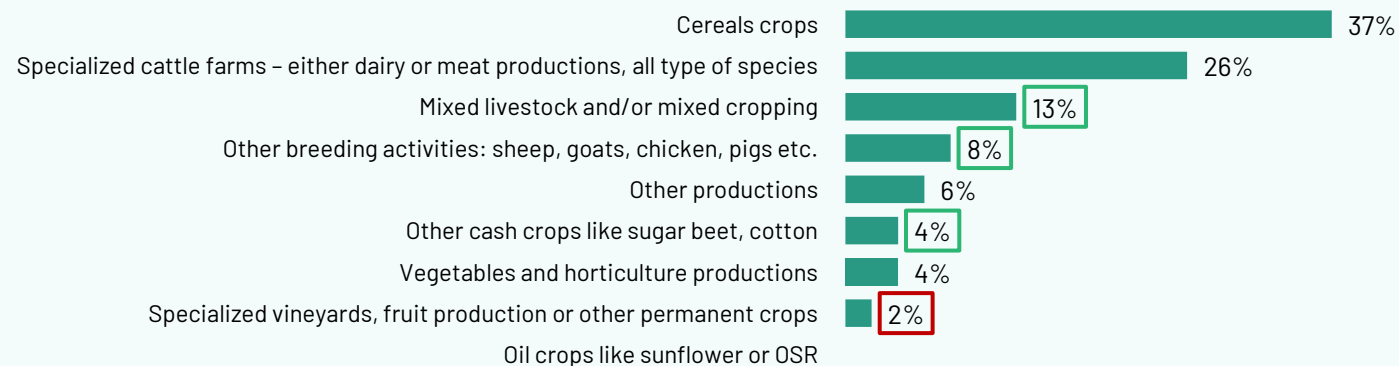 Cereals crops 37%
Specialized cattle farms – either dairy or meat productions, all type of species 26%
Mixed livestock and/or mixed cropping 13%
Other breeding activities: sheep, goats, chicken, pigs etc. 8%
Other productions 6%
Other cash crops like sugar beet, cotton 4%
Vegetables and horticulture productions 4%
Specialized vineyards, fruit production or other permanent crops 2%
Oil crops like sunflower or OSR